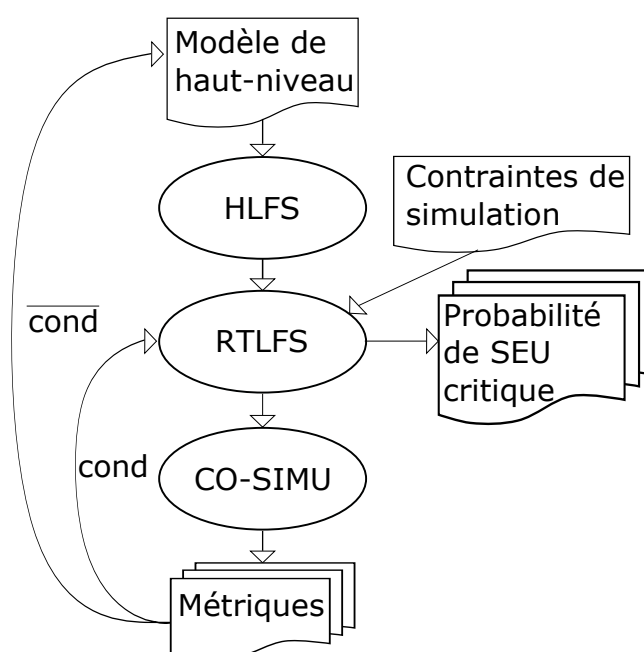 Modèle de
haut-niveau
HLFS
Contraintes de
simulation
cond
RTLFS
Probabilité
de SEU
critique
cond
CO-SIMU
Métriques